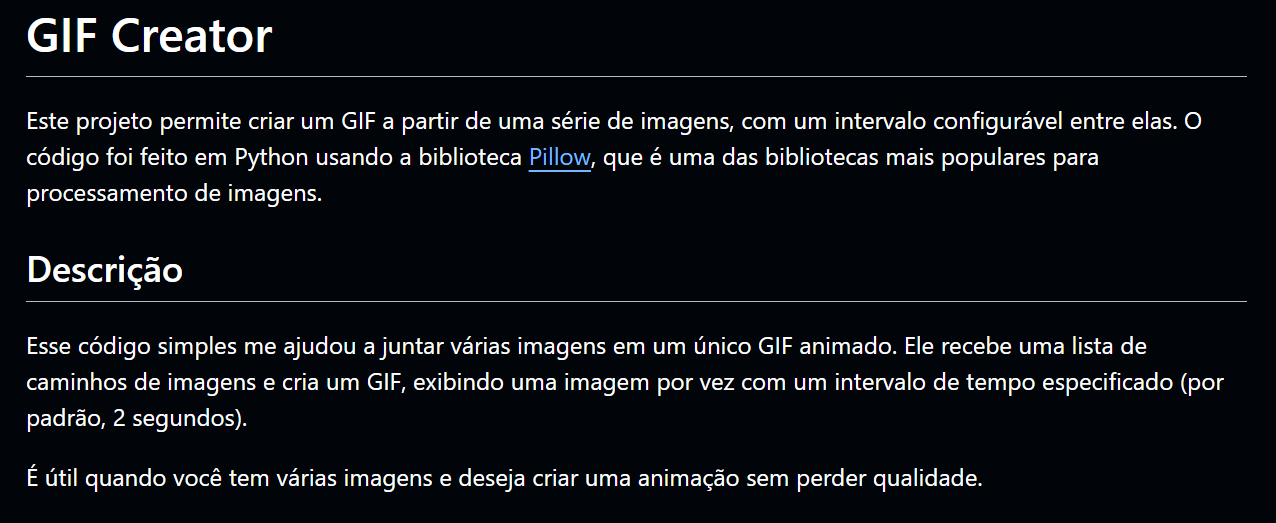 GIF Creator
Este projeto permite criar um GIF a partir de uma série de imagens, com um intervalo configurável entre elas. O
código foi feito em Python usando a biblioteca Pillow, que é uma das bibliotecas mais populares para
processamento de imagens.
Descrição
Esse código simples me ajudou a juntar várias imagens em um único GIF animado. Ele recebe uma lista de
caminhos de imagens e cria um GIF, exibindo uma imagem por vez com um intervalo de tempo especificado (por
padrão, 2 segundos).
É útil quando você tem várias imagens e deseja criar uma animação sem perder qualidade.